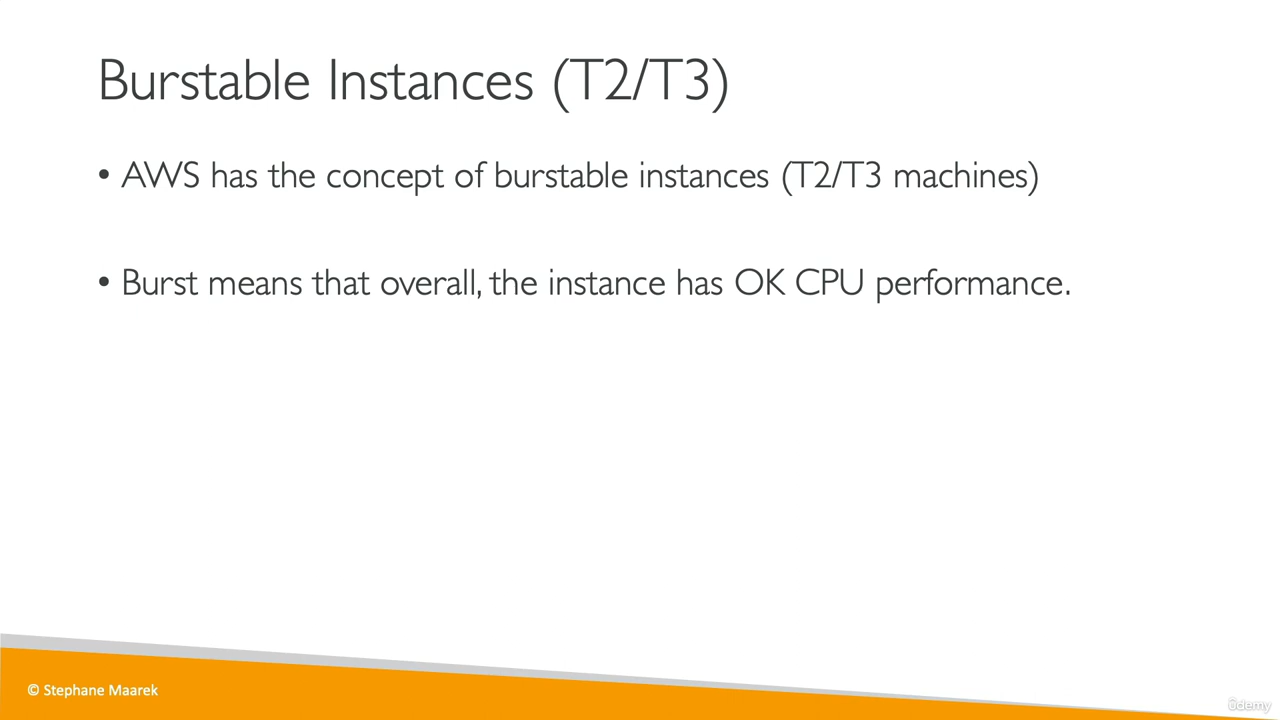 Burstable Instances (T2/T3)
• AWS has the concept of burstable instances (T2/T3 machines)
• Burst means that overall, the instance has OK CPU performance.
© Stephane Maarek
ûdemy